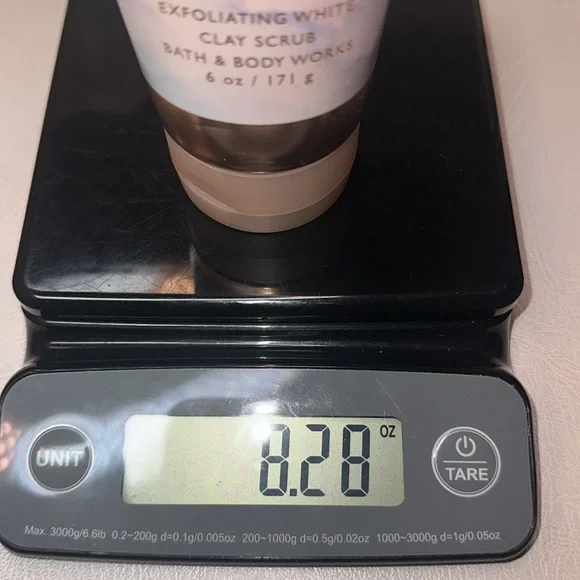 EXFOLIATING WHITE
CLAY SCRUB
BATH & BODY WORKS
6 oz / 171 g
8.28 OZ
UNIT
TARE
Max. 3000g/6.6lb 0.2~200g d=0.1g/0.005oz 200~1000g d=0.5g/0.02oz 1000~3000g d=1g/0.05oz